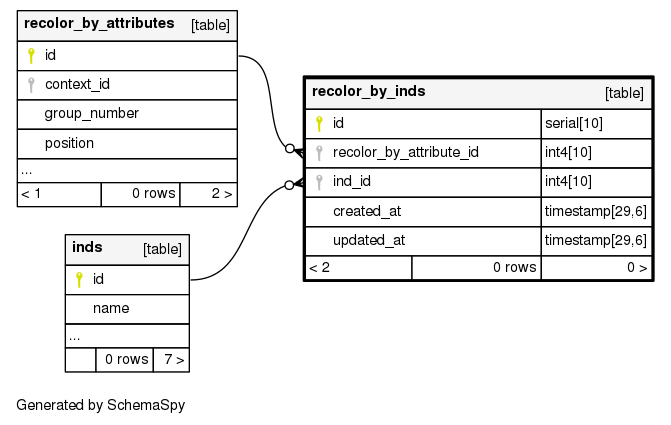 recolor_by_attributes [table]
id
context_id
group_number
position
...
< 1 0 rows 2 >
recolor_by_inds [table]
id serial[10]
recolor_by_attribute_id int4[10]
ind_id int4[10]
created_at timestamp[29,6]
updated_at timestamp[29,6]
< 2 0 rows 0 >
inds [table]
id
name
...
0 rows 7 >
Generated by SchemaSpy